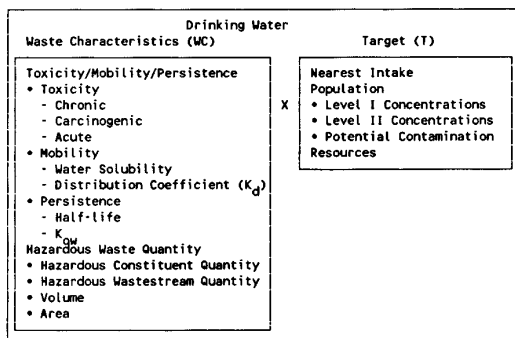 Drinking Water
Waste Characteristics (WC)
Toxicity/Mobility/Persistence
• Toxicity
- Chronic
- Carcinogenic
- Acute
• Mobility
- Water Solubility
- Distribution Coefficient (Kd)
• Persistence
- Half-life
- Kow
Hazardous Waste Quantity
• Hazardous Constituent Quantity
• Hazardous Wastestream Quantity
• Volume
• Area
X
Target (T)
Nearest Intake
Population
• Level I Concentrations
• Level II Concentrations
• Potential Contamination
Resources